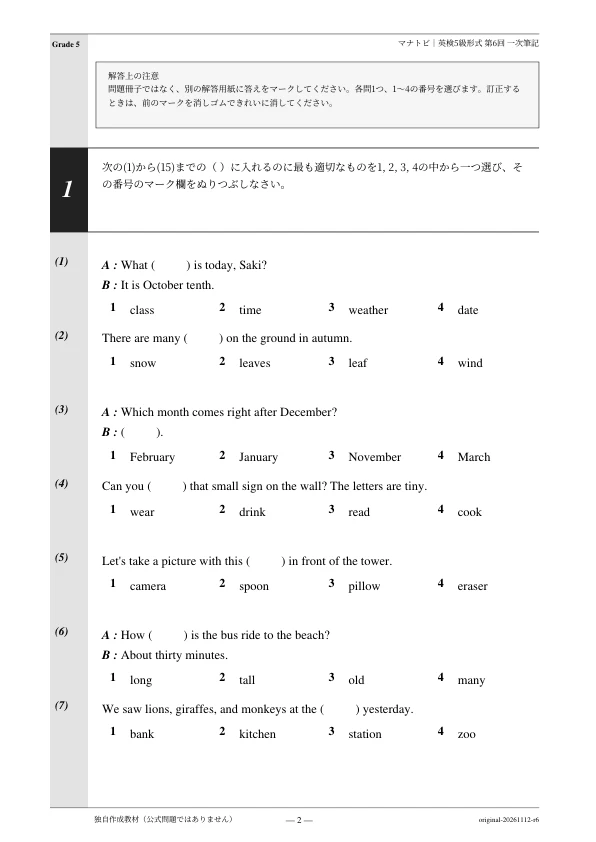 Grade 5
マナトビ｜英検5級形式 第6回 一次筆記
解答上の注意
問題冊子ではなく、別の解答用紙に答えをマークしてください。各問1つ、1〜4の番号を選びます。訂正する
ときは、前のマークを消しゴムできれいに消してください。
1
次の(1)から(15)までの（ ）に入れるのに最も適切なものを1, 2, 3, 4の中から一つ選び、そ
の番号のマーク欄をぬりつぶしなさい。
(1)
A : What ( ) is today, Saki?
B : It is October tenth.
1 class 2 time 3 weather 4 date
(2)
There are many ( ) on the ground in autumn.
1 snow 2 leaves 3 leaf 4 wind
(3)
A : Which month comes right after December?
B : ( ).
1 February 2 January 3 November 4 March
(4)
Can you ( ) that small sign on the wall? The letters are tiny.
1 wear 2 drink 3 read 4 cook
(5)
Let's take a picture with this ( ) in front of the tower.
1 camera 2 spoon 3 pillow 4 eraser
(6)
A : How ( ) is the bus ride to the beach?
B : About thirty minutes.
1 long 2 tall 3 old 4 many
(7)
We saw lions, giraffes, and monkeys at the ( ) yesterday.
1 bank 2 kitchen 3 station 4 zoo
独自作成教材（公式問題ではありません）
— 2 —
original-20261112-r6